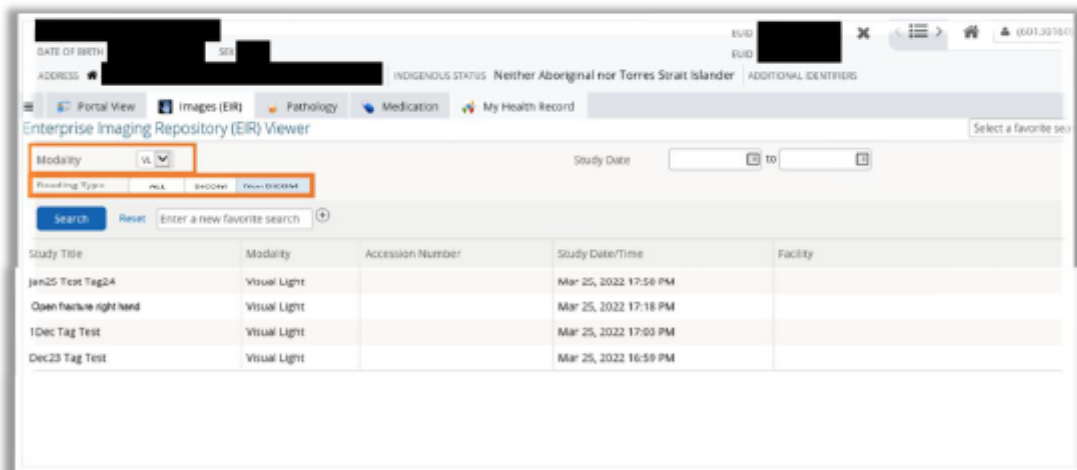 EUID
DATE OF BIRTH SEX EUID
ADDRESS INDIGENOUS STATUS Neither Aboriginal nor Torres Strait Islander ADDITIONAL IDENTIFIERS
Portal View Images (EIR) Pathology Medication My Health Record
Enterprise Imaging Repository (EIR) Viewer Select a favorite sea
Modality VL Study Date to
Reading Type ALL DICOM Non DICOM
Search Reset Enter a new favorite search
Study Title Modality Accession Number Study Date/Time Facility
Jan25 Test Tag24 Visual Light Mar 25, 2022 17:50 PM
Open fracture right hand Visual Light Mar 25, 2022 17:18 PM
1Dec Tag Test Visual Light Mar 25, 2022 17:03 PM
Dec23 Tag Test Visual Light Mar 25, 2022 16:59 PM